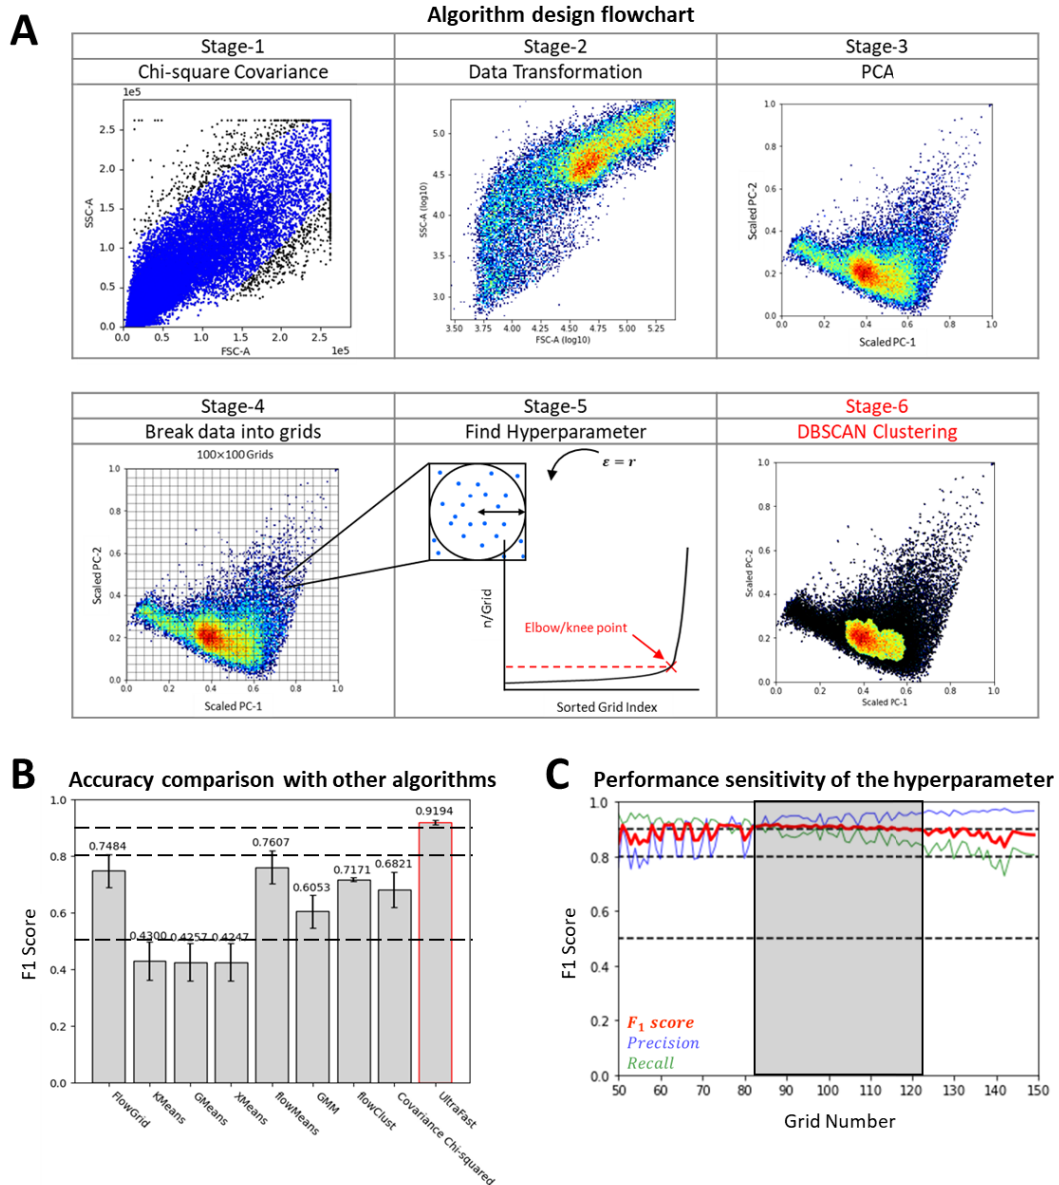 A
Algorithm design flowchart
Stage-1
Stage-2
Stage-3
Chi-square Covariance
Data Transformation
PCA
1e5
2.5
2.0
1.5
1.0
0.5
0.0
SSC-A
0.0 0.5 1.0 1.5 2.0 2.5
FSC-A
1e5
5.0
4.5
4.0
3.5
3.0
SSC-A (log10)
3.50 3.75 4.00 4.25 4.50 4.75 5.00 5.25
FSC-A (log10)
1.0
0.8
0.6
0.4
0.2
0.0
Scaled PC-2
0.0 0.2 0.4 0.6 0.8 1.0
Scaled PC-1
Stage-4
Stage-5
Stage-6
Break data into grids
Find Hyperparameter
DBSCAN Clustering
100×100 Grids
1.0
0.8
0.6
0.4
0.2
0.0
Scaled PC-2
0.0 0.2 0.4 0.6 0.8 1.0
Scaled PC-1
ε = r
n/Grid
Elbow/knee point
Sorted Grid Index
1.0
0.8
0.6
0.4
0.2
0.0
Scaled PC-2
0.0 0.2 0.4 0.6 0.8 1.0
Scaled PC-1
B
Accuracy comparison with other algorithms
1.0
0.8
0.6
0.4
0.2
0.0
F1 Score
0.7484
0.4300
0.4257
0.4247
0.7607
0.6053
0.7171
0.6821
0.9194
FlowGrid
KMeans
GMeans
XMeans
flowMeans
GMM
flowClust
Covariance Chi-squared
UltraFast
C
Performance sensitivity of the hyperparameter
1.0
0.8
0.6
0.4
0.2
0.0
F1 Score
F1 score
Precision
Recall
50 60 70 80 90 100 110 120 130 140 150
Grid Number